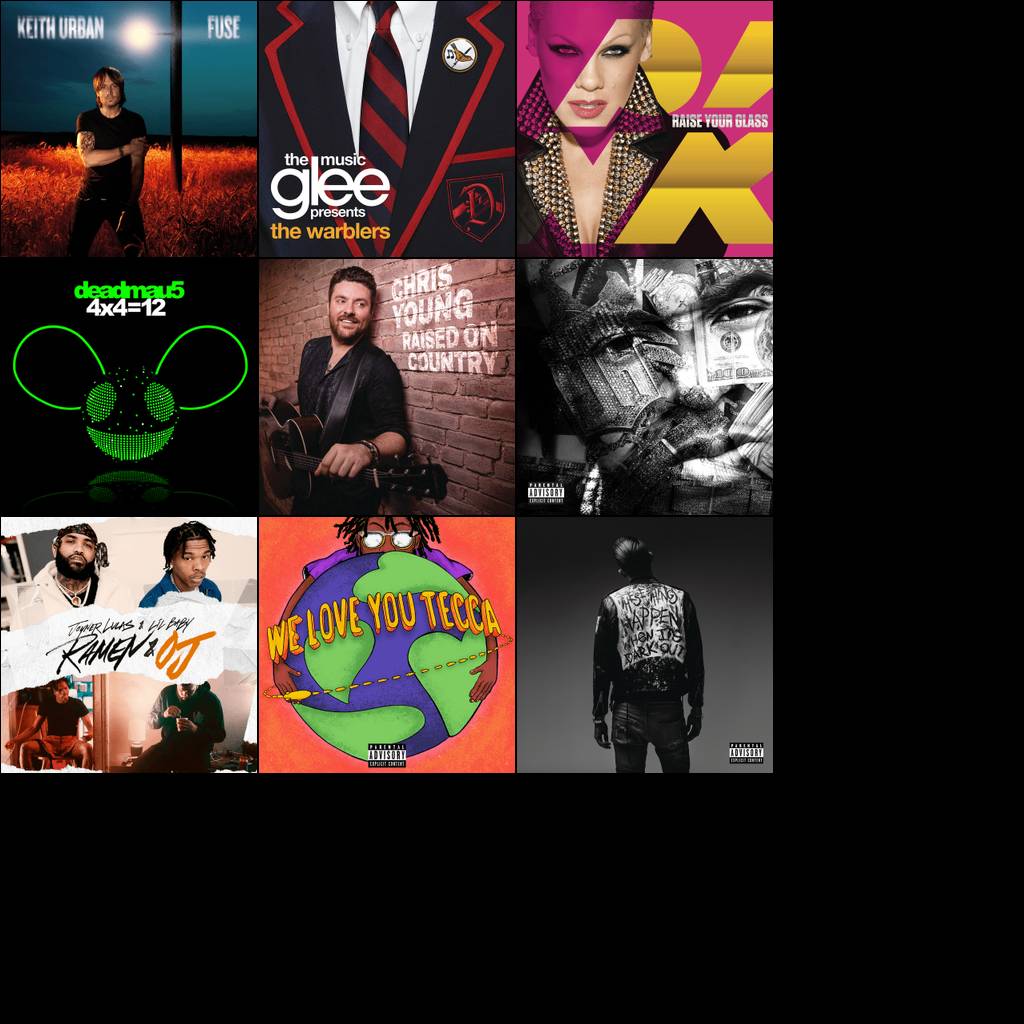 KEITH URBAN
FUSE
the music
glee
presents
the warblers
D
RAISE YOUR GLASS
deadmau5
4x4=12
CHRIS
YOUNG
RAISED ON
COUNTRY
PARENTAL
ADVISORY
EXPLICIT CONTENT
JOYNER LUCAS & LIL BABY
RAMEN & OJ
WE LOVE YOU TECCA
PARENTAL
ADVISORY
EXPLICIT CONTENT
THESE THINGS
HAPPEN
WHEN IT'S
DARK OUT
PARENTAL
ADVISORY
EXPLICIT CONTENT